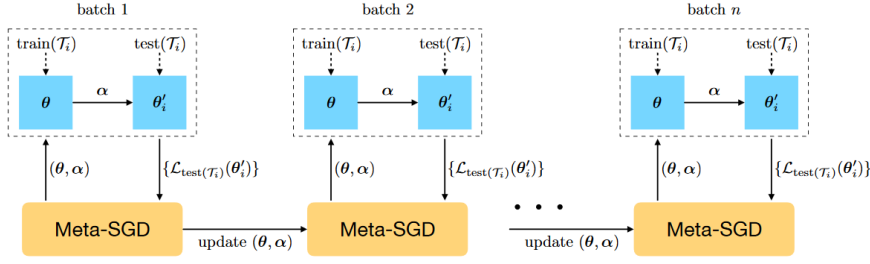 batch 1
batch 2
batch n
train(𝒯ᵢ) test(𝒯ᵢ)
train(𝒯ᵢ) test(𝒯ᵢ)
train(𝒯ᵢ) test(𝒯ᵢ)
θ α θ′ᵢ
θ α θ′ᵢ
θ α θ′ᵢ
(θ, α) {ℒ_test(𝒯ᵢ)(θ′ᵢ)}
(θ, α) {ℒ_test(𝒯ᵢ)(θ′ᵢ)}
(θ, α) {ℒ_test(𝒯ᵢ)(θ′ᵢ)}
• • •
Meta-SGD
update (θ, α)
Meta-SGD
update (θ, α)
Meta-SGD